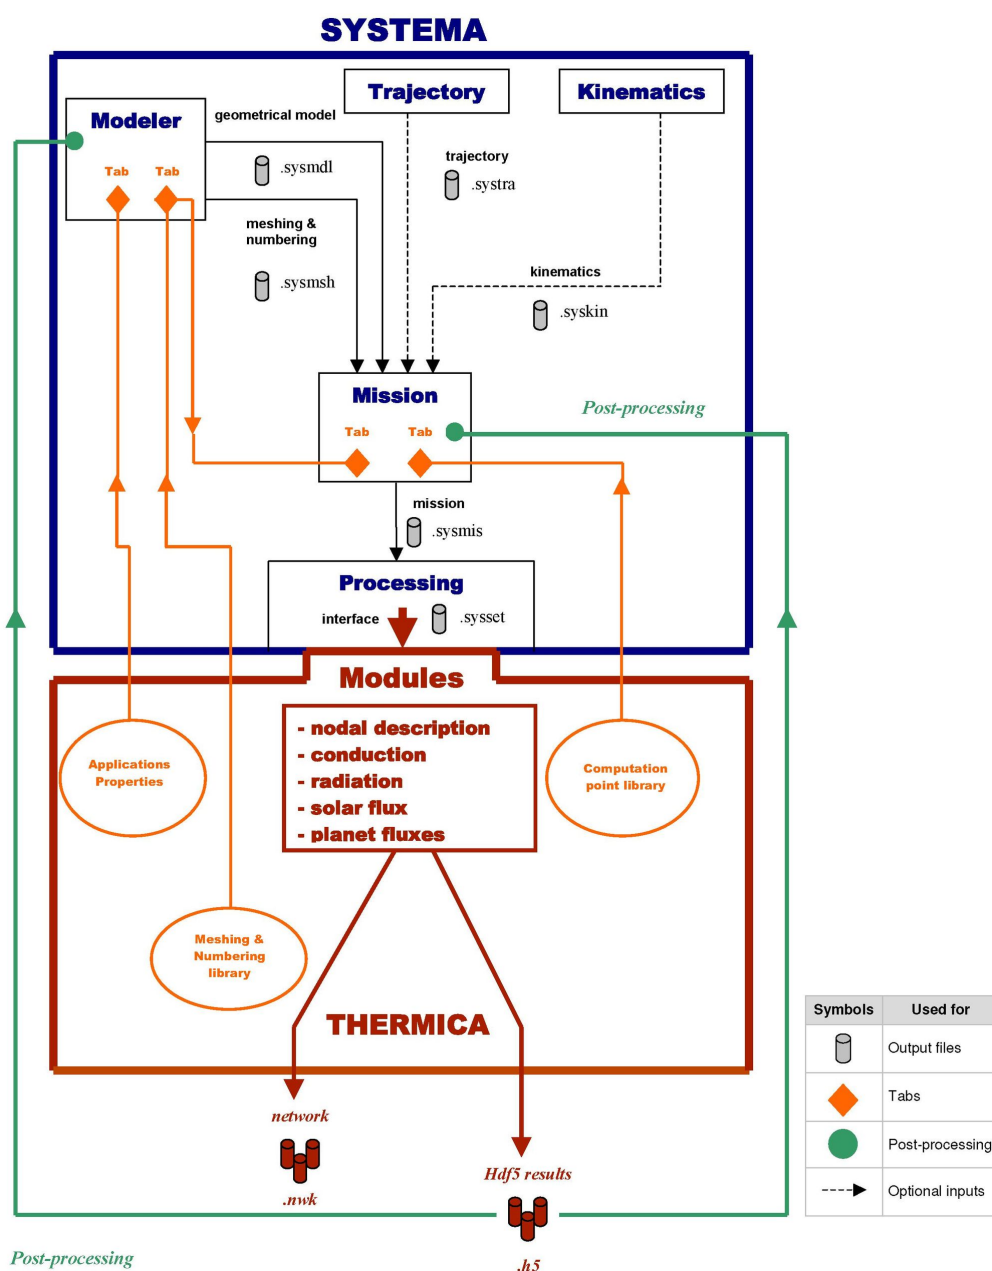 SYSTEMA
Trajectory
Kinematics
Modeler
geometrical model
Tab
Tab
.sysmdl
trajectory
.systra
meshing &
numbering
.sysmsh
kinematics
.syskin
Mission
Tab
Tab
Post-processing
mission
.sysmis
Processing
interface
.sysset
Modules
- nodal description
- conduction
- radiation
- solar flux
- planet fluxes
Applications
Properties
Computation
point library
Meshing &
Numbering
library
THERMICA
Symbols
Used for
Output files
Tabs
Post-processing
Optional inputs
network
.nwk
Hdf5 results
.h5
Post-processing